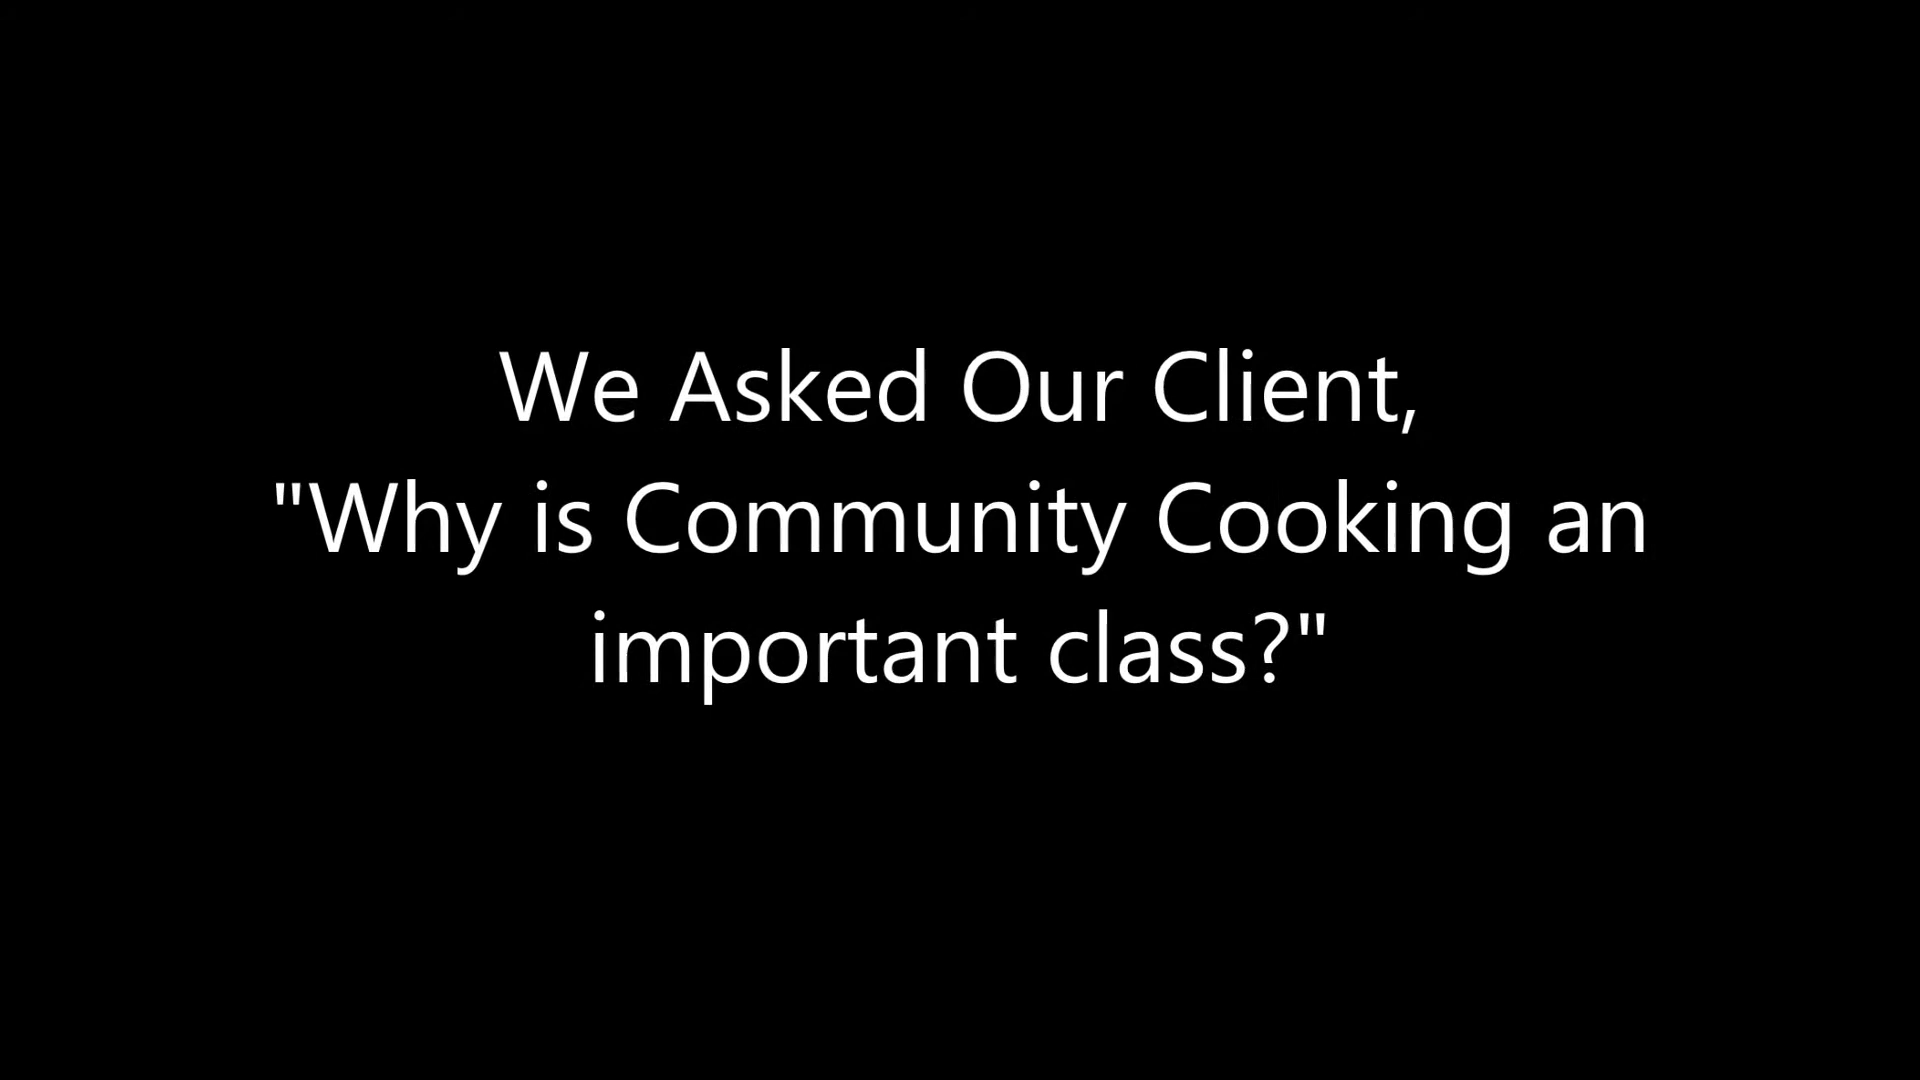 We Asked Our Client,
"Why is Community Cooking an
important class?"